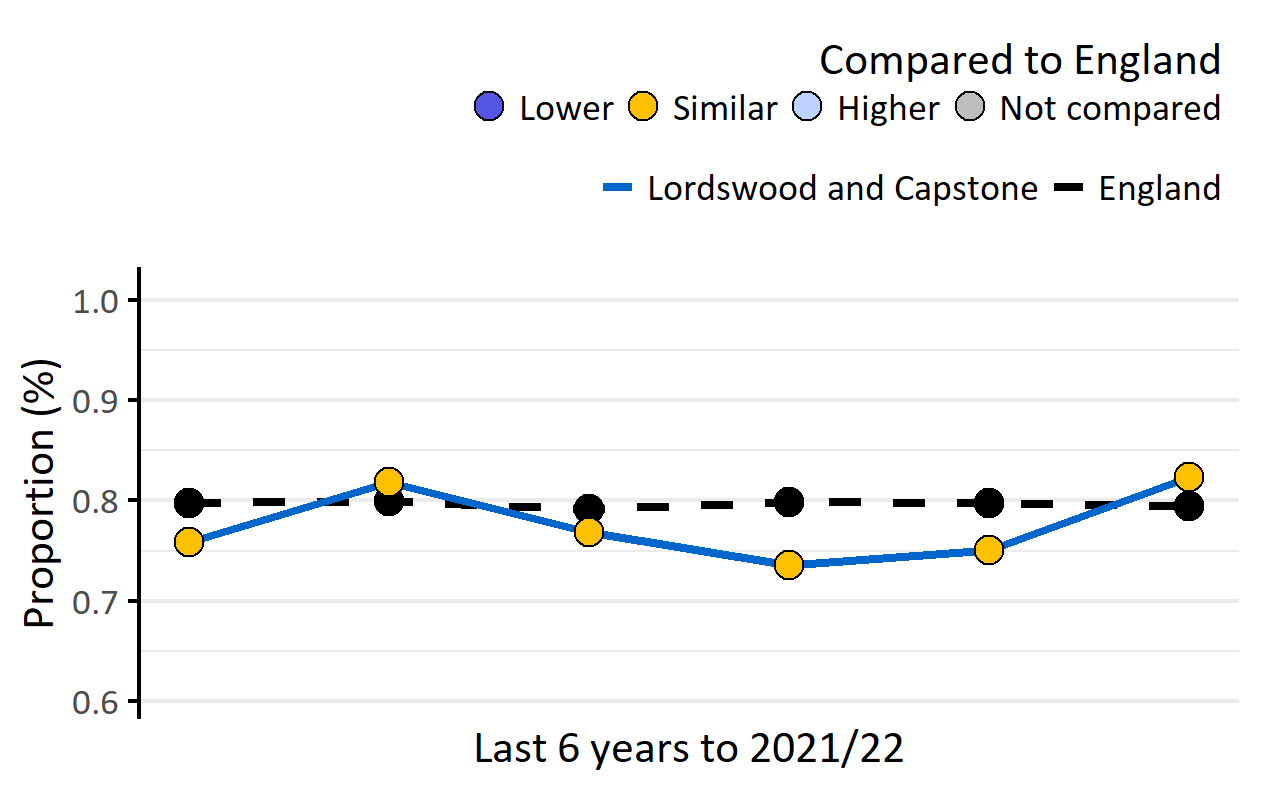 Compared to England
Lower Similar Higher Not compared
Lordswood and Capstone England
1.0
0.9
0.8
0.7
0.6
Proportion (%)
Last 6 years to 2021/22